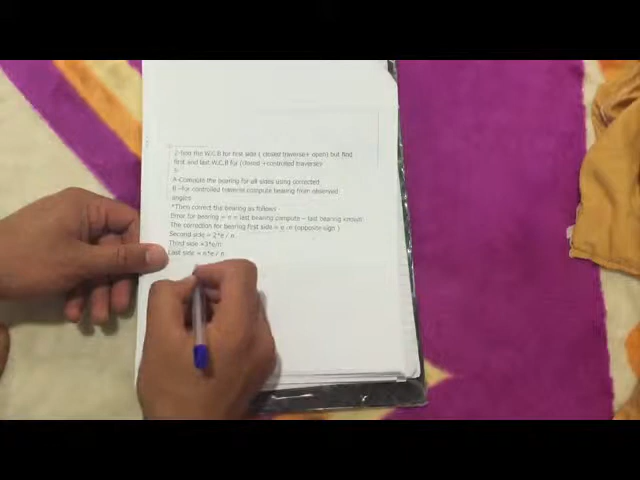 2-find the W.C.B for first side ( closed traverse+ open) but find
first and last W.C.B for (closed +controlled traverses
A-compute the bearing for all sides using corrected
B -for controlled traverse compute bearing from observed
angles
*Then correct the bearing as follows -
Error for bearing = e = last bearing compute – last bearing known
The correction for bearing first side = e /n (opposite sign )
Second side = 2*e / n
Third side =3*e/n
Last side = n*e / n